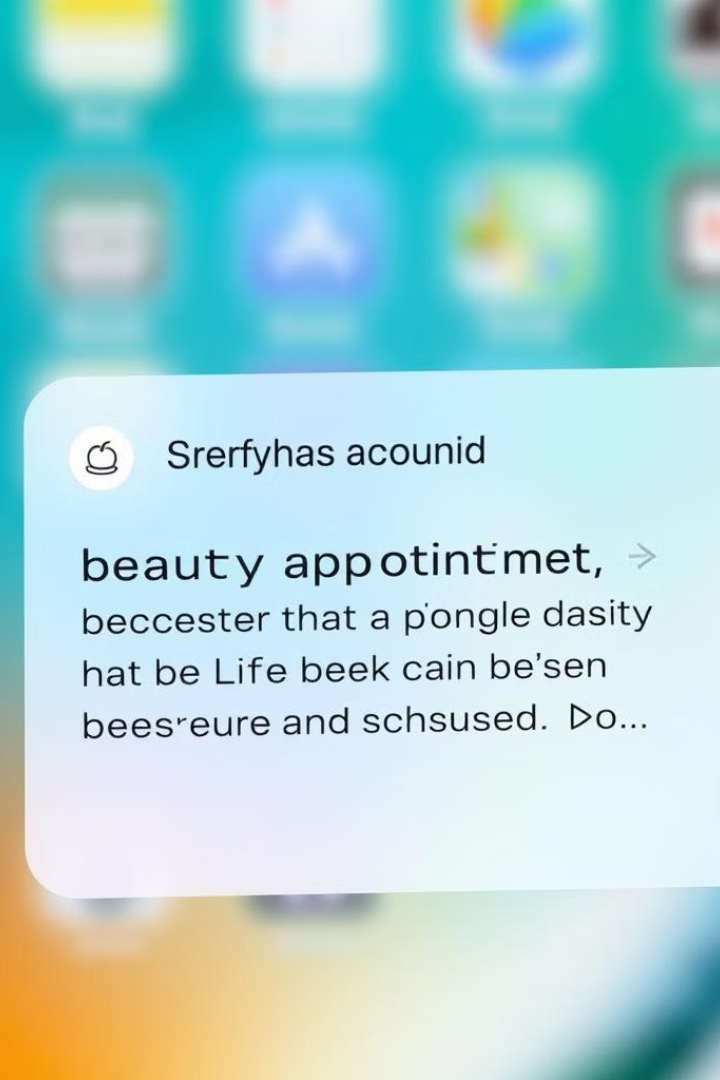 Srerfyhas acounid
beauty appotintmet,
beccester that a p'ongle dasity
hat be Life beek cain be'sen
bees'eure and schsused. Do...